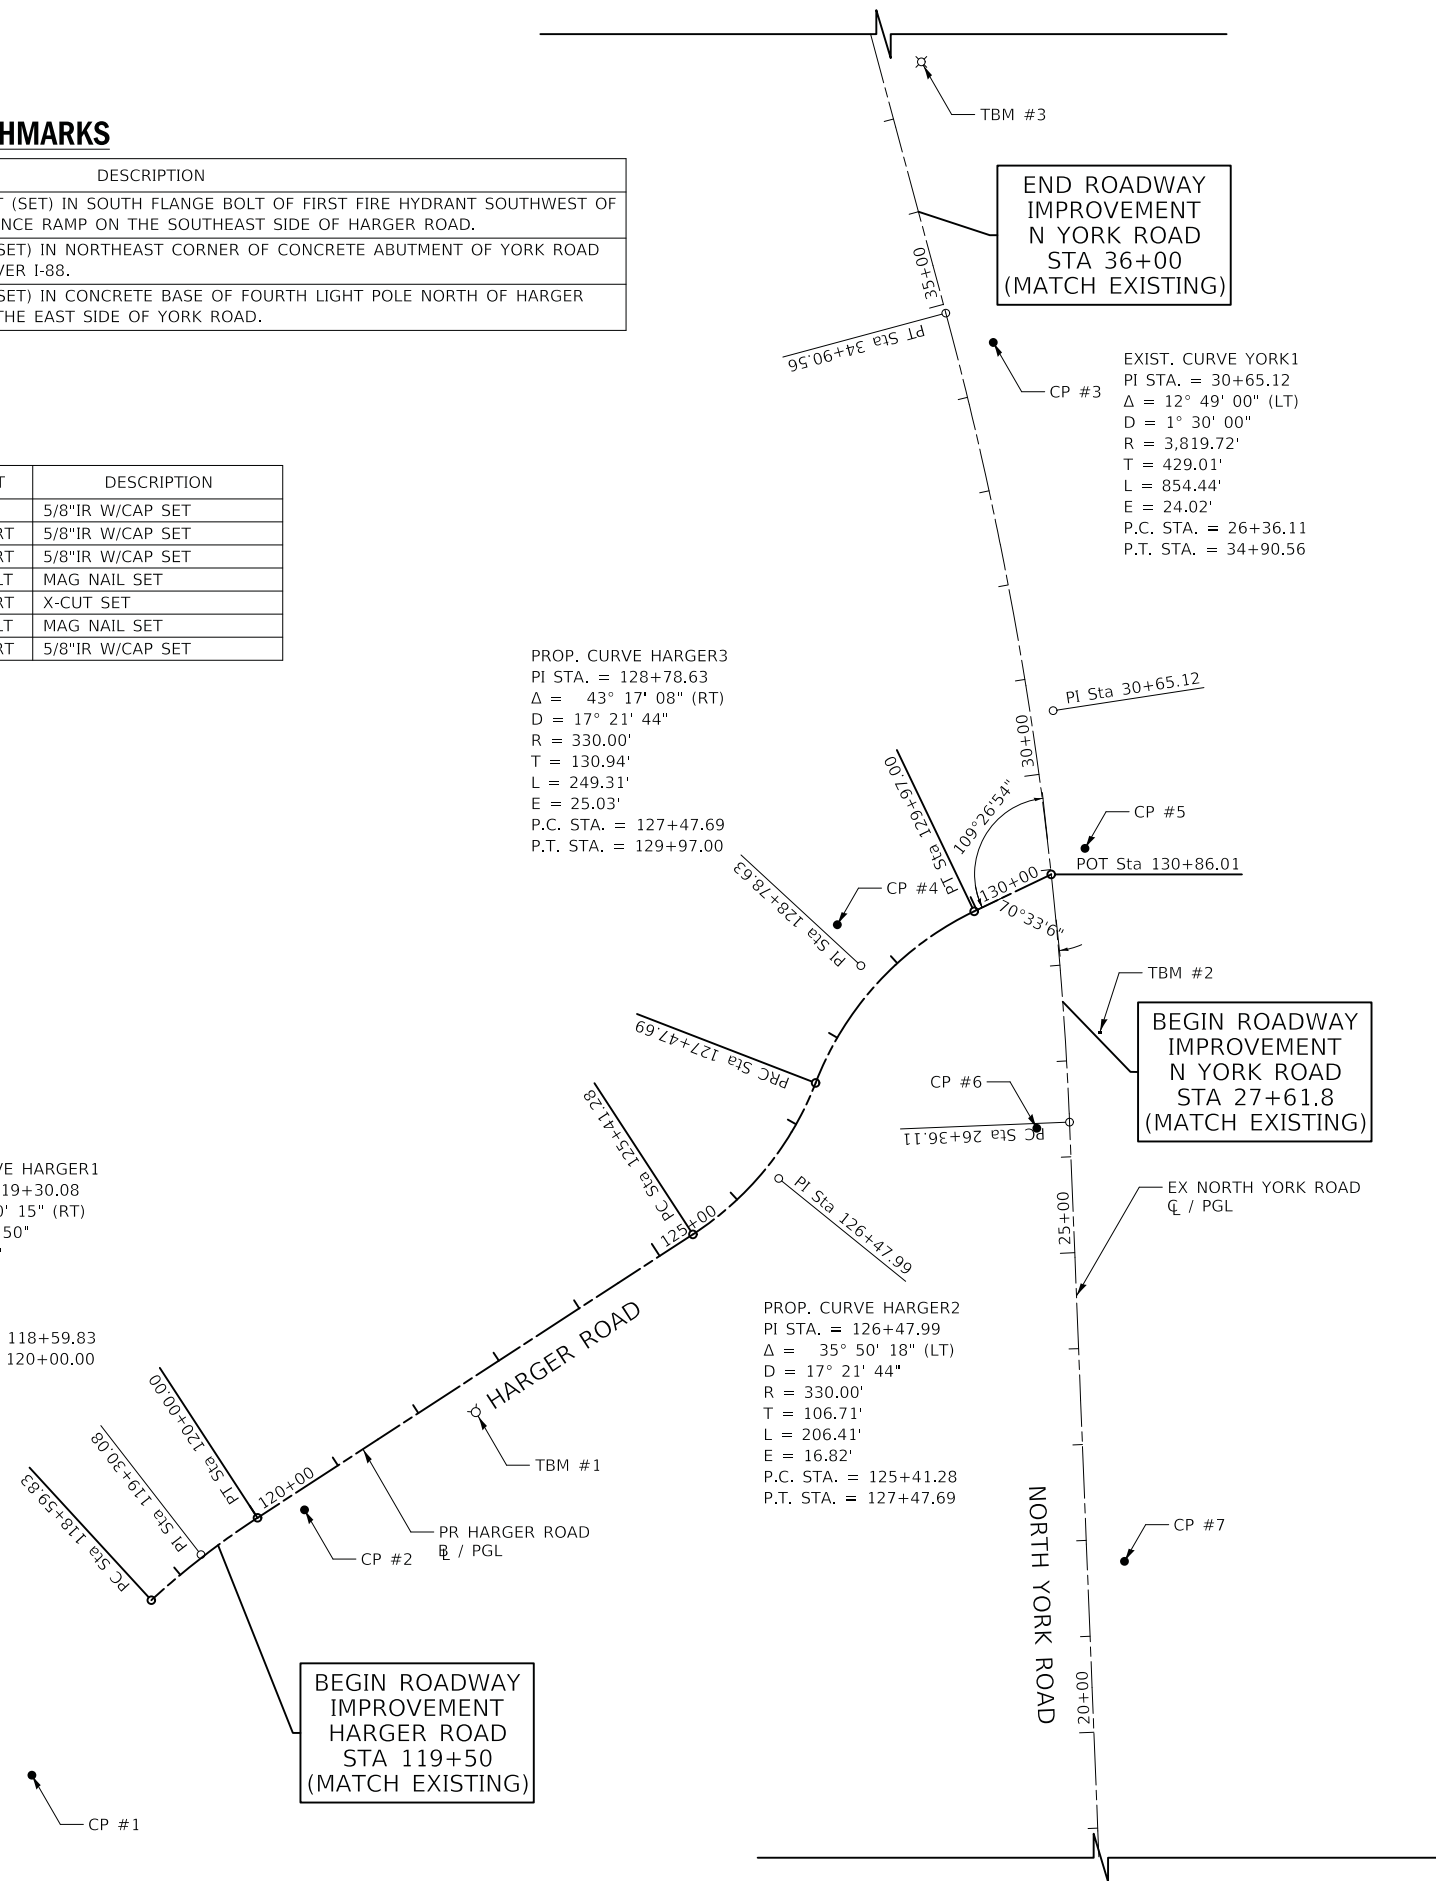 TBM #3
HMARKS
DESCRIPTION
T (SET) IN SOUTH FLANGE BOLT OF FIRST FIRE HYDRANT SOUTHWEST OF
NCE RAMP ON THE SOUTHEAST SIDE OF HARGER ROAD.
SET) IN NORTHEAST CORNER OF CONCRETE ABUTMENT OF YORK ROAD
VER I-88.
SET) IN CONCRETE BASE OF FOURTH LIGHT POLE NORTH OF HARGER
THE EAST SIDE OF YORK ROAD.
END ROADWAY
IMPROVEMENT
N YORK ROAD
STA 36+00
(MATCH EXISTING)
35+00
PT Sta 34+90.56
CP #3
EXIST. CURVE YORK1
PI STA. = 30+65.12
Δ = 12° 49' 00" (LT)
D = 1° 30' 00"
R = 3,819.72'
T = 429.01'
L = 854.44'
E = 24.02'
P.C. STA. = 26+36.11
P.T. STA. = 34+90.56
T DESCRIPTION
5/8"IR W/CAP SET
RT 5/8"IR W/CAP SET
RT 5/8"IR W/CAP SET
LT MAG NAIL SET
RT X-CUT SET
LT MAG NAIL SET
RT 5/8"IR W/CAP SET
PROP. CURVE HARGER3
PI STA. = 128+78.63
Δ = 43° 17' 08" (RT)
D = 17° 21' 44"
R = 330.00'
T = 130.94'
L = 249.31'
E = 25.03'
P.C. STA. = 127+47.69
P.T. STA. = 129+97.00
PI Sta 30+65.12
30+00
109°26'54"
PT Sta 129+97.00
CP #5
POT Sta 130+86.01
130+00
70°33'6"
CP #4
PI Sta 128+78.63
TBM #2
BEGIN ROADWAY
IMPROVEMENT
N YORK ROAD
STA 27+61.8
(MATCH EXISTING)
PRC Sta 127+47.69
CP #6
PC Sta 26+36.11
PC Sta 125+41.28
PI Sta 126+47.99
125+00
25+00
EX NORTH YORK ROAD
℄ / PGL
VE HARGER1
19+30.08
0' 15" (RT)
50"
'
118+59.83
120+00.00
PROP. CURVE HARGER2
PI STA. = 126+47.99
Δ = 35° 50' 18" (LT)
D = 17° 21' 44"
R = 330.00'
T = 106.71'
L = 206.41'
E = 16.82'
P.C. STA. = 125+41.28
P.T. STA. = 127+47.69
HARGER ROAD
TBM #1
PT Sta 120+00.00
PI Sta 119+30.08
PC Sta 118+59.83
120+00
CP #2
PR HARGER ROAD
BL / PGL
NORTH YORK ROAD
CP #7
20+00
BEGIN ROADWAY
IMPROVEMENT
HARGER ROAD
STA 119+50
(MATCH EXISTING)
CP #1